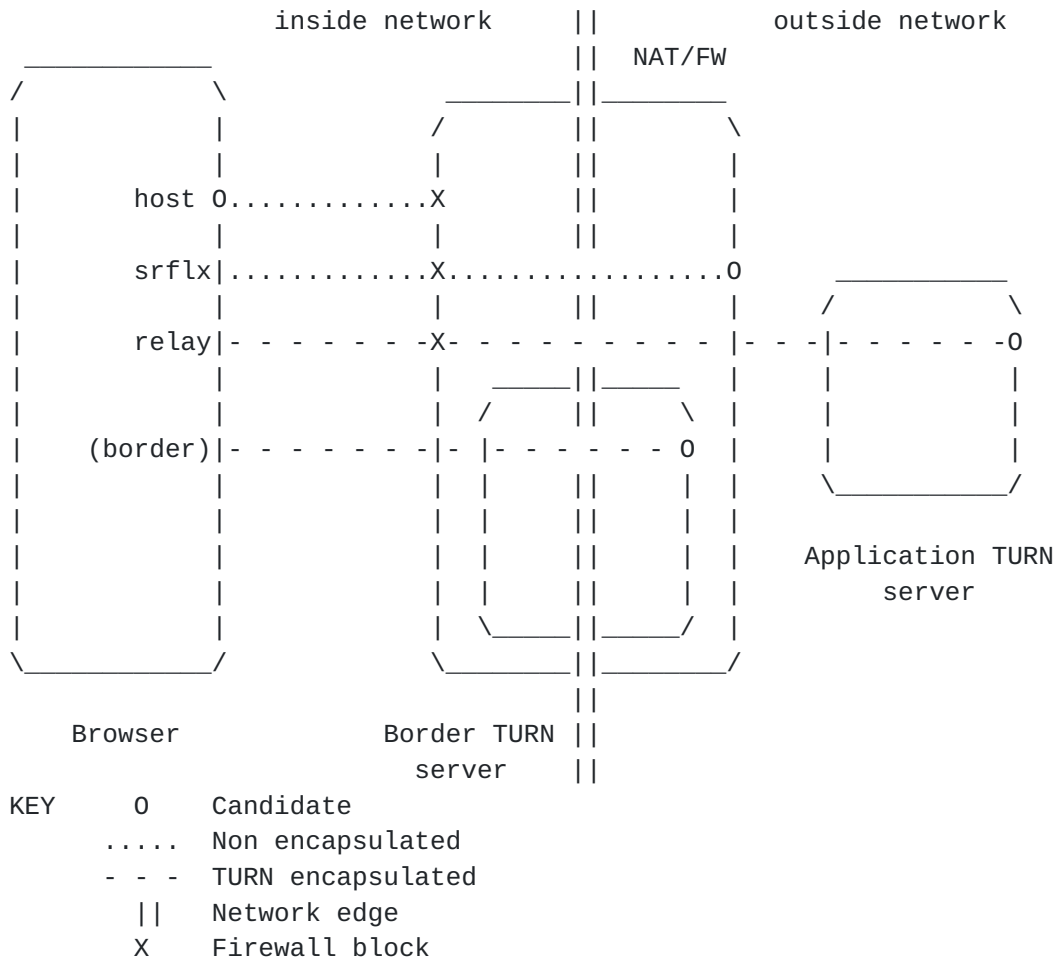 inside network || outside network
|| NAT/FW
host O.............X ||
srflx|.............X..................O
relay|- - - - - - -X- - - - - - - - - |- - -|- - - - - -O
(border)|- - - - - - -|- |- - - - - - O
Application TURN
server
||
Browser Border TURN ||
server ||
KEY O Candidate
..... Non encapsulated
- - - TURN encapsulated
|| Network edge
X Firewall block